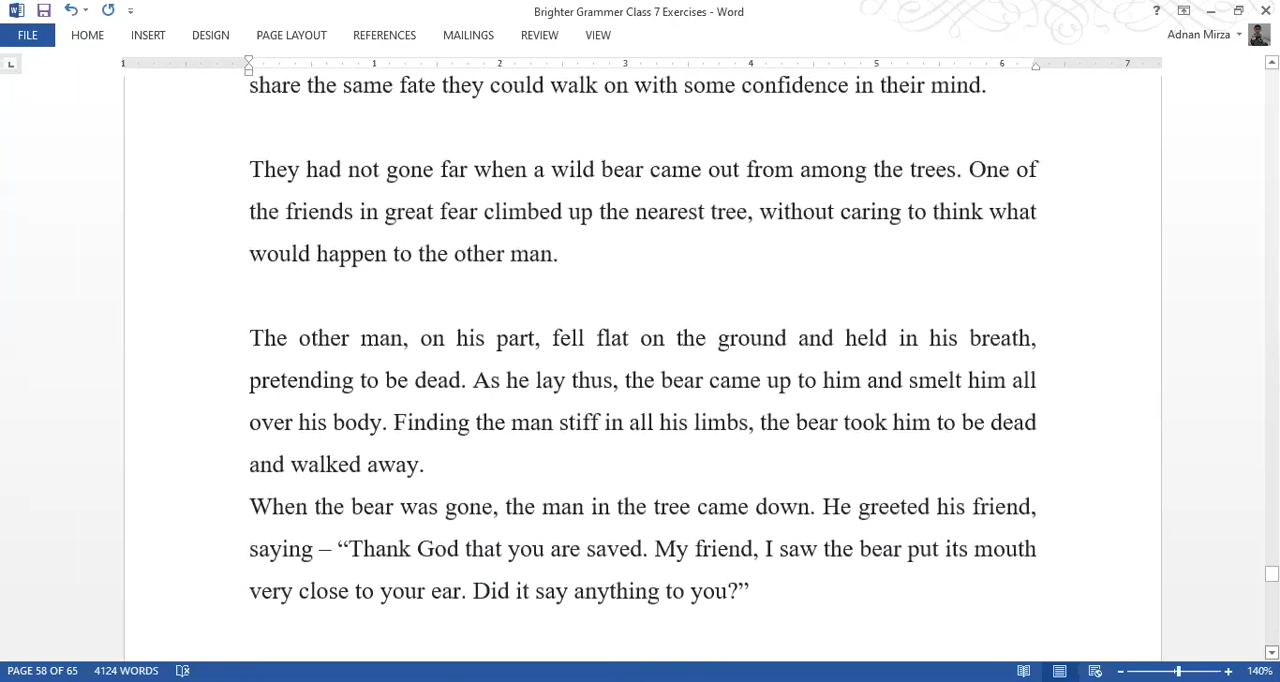 Brighter Grammer Class 7 Exercises - Word
?
FILE HOME INSERT DESIGN PAGE LAYOUT REFERENCES MAILINGS REVIEW VIEW Adnan Mirza
1 1 2 3 4 5 6 7
share the same fate they could walk on with some confidence in their mind.
They had not gone far when a wild bear came out from among the trees. One of
the friends in great fear climbed up the nearest tree, without caring to think what
would happen to the other man.
The other man, on his part, fell flat on the ground and held in his breath,
pretending to be dead. As he lay thus, the bear came up to him and smelt him all
over his body. Finding the man stiff in all his limbs, the bear took him to be dead
and walked away.
When the bear was gone, the man in the tree came down. He greeted his friend,
saying – “Thank God that you are saved. My friend, I saw the bear put its mouth
very close to your ear. Did it say anything to you?”
PAGE 58 OF 65 4124 WORDS 140%